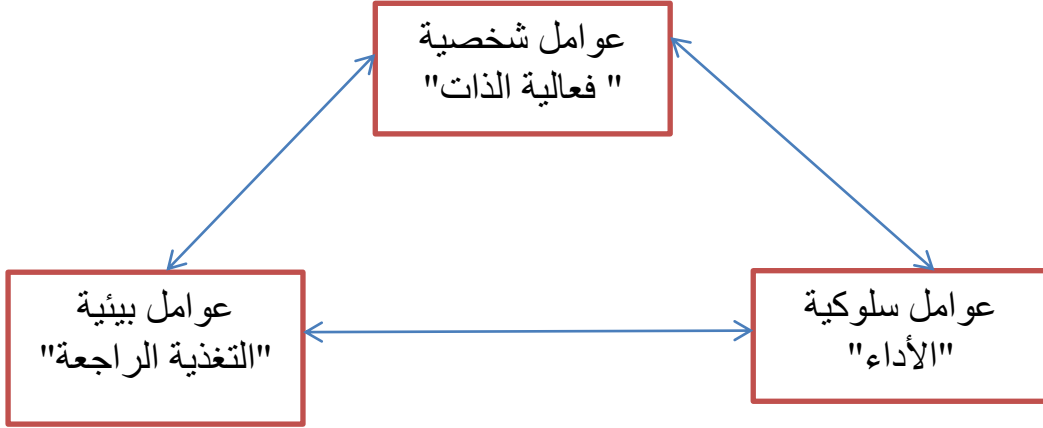 عوامل شخصية
" فعالية الذات"
عوامل بيئية
"التغذية الراجعة"
عوامل سلوكية
"الأداء"